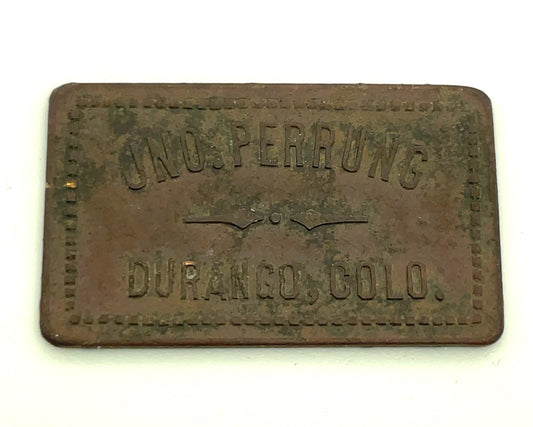 JNO. PERRUNG
DURANGO, COLO.